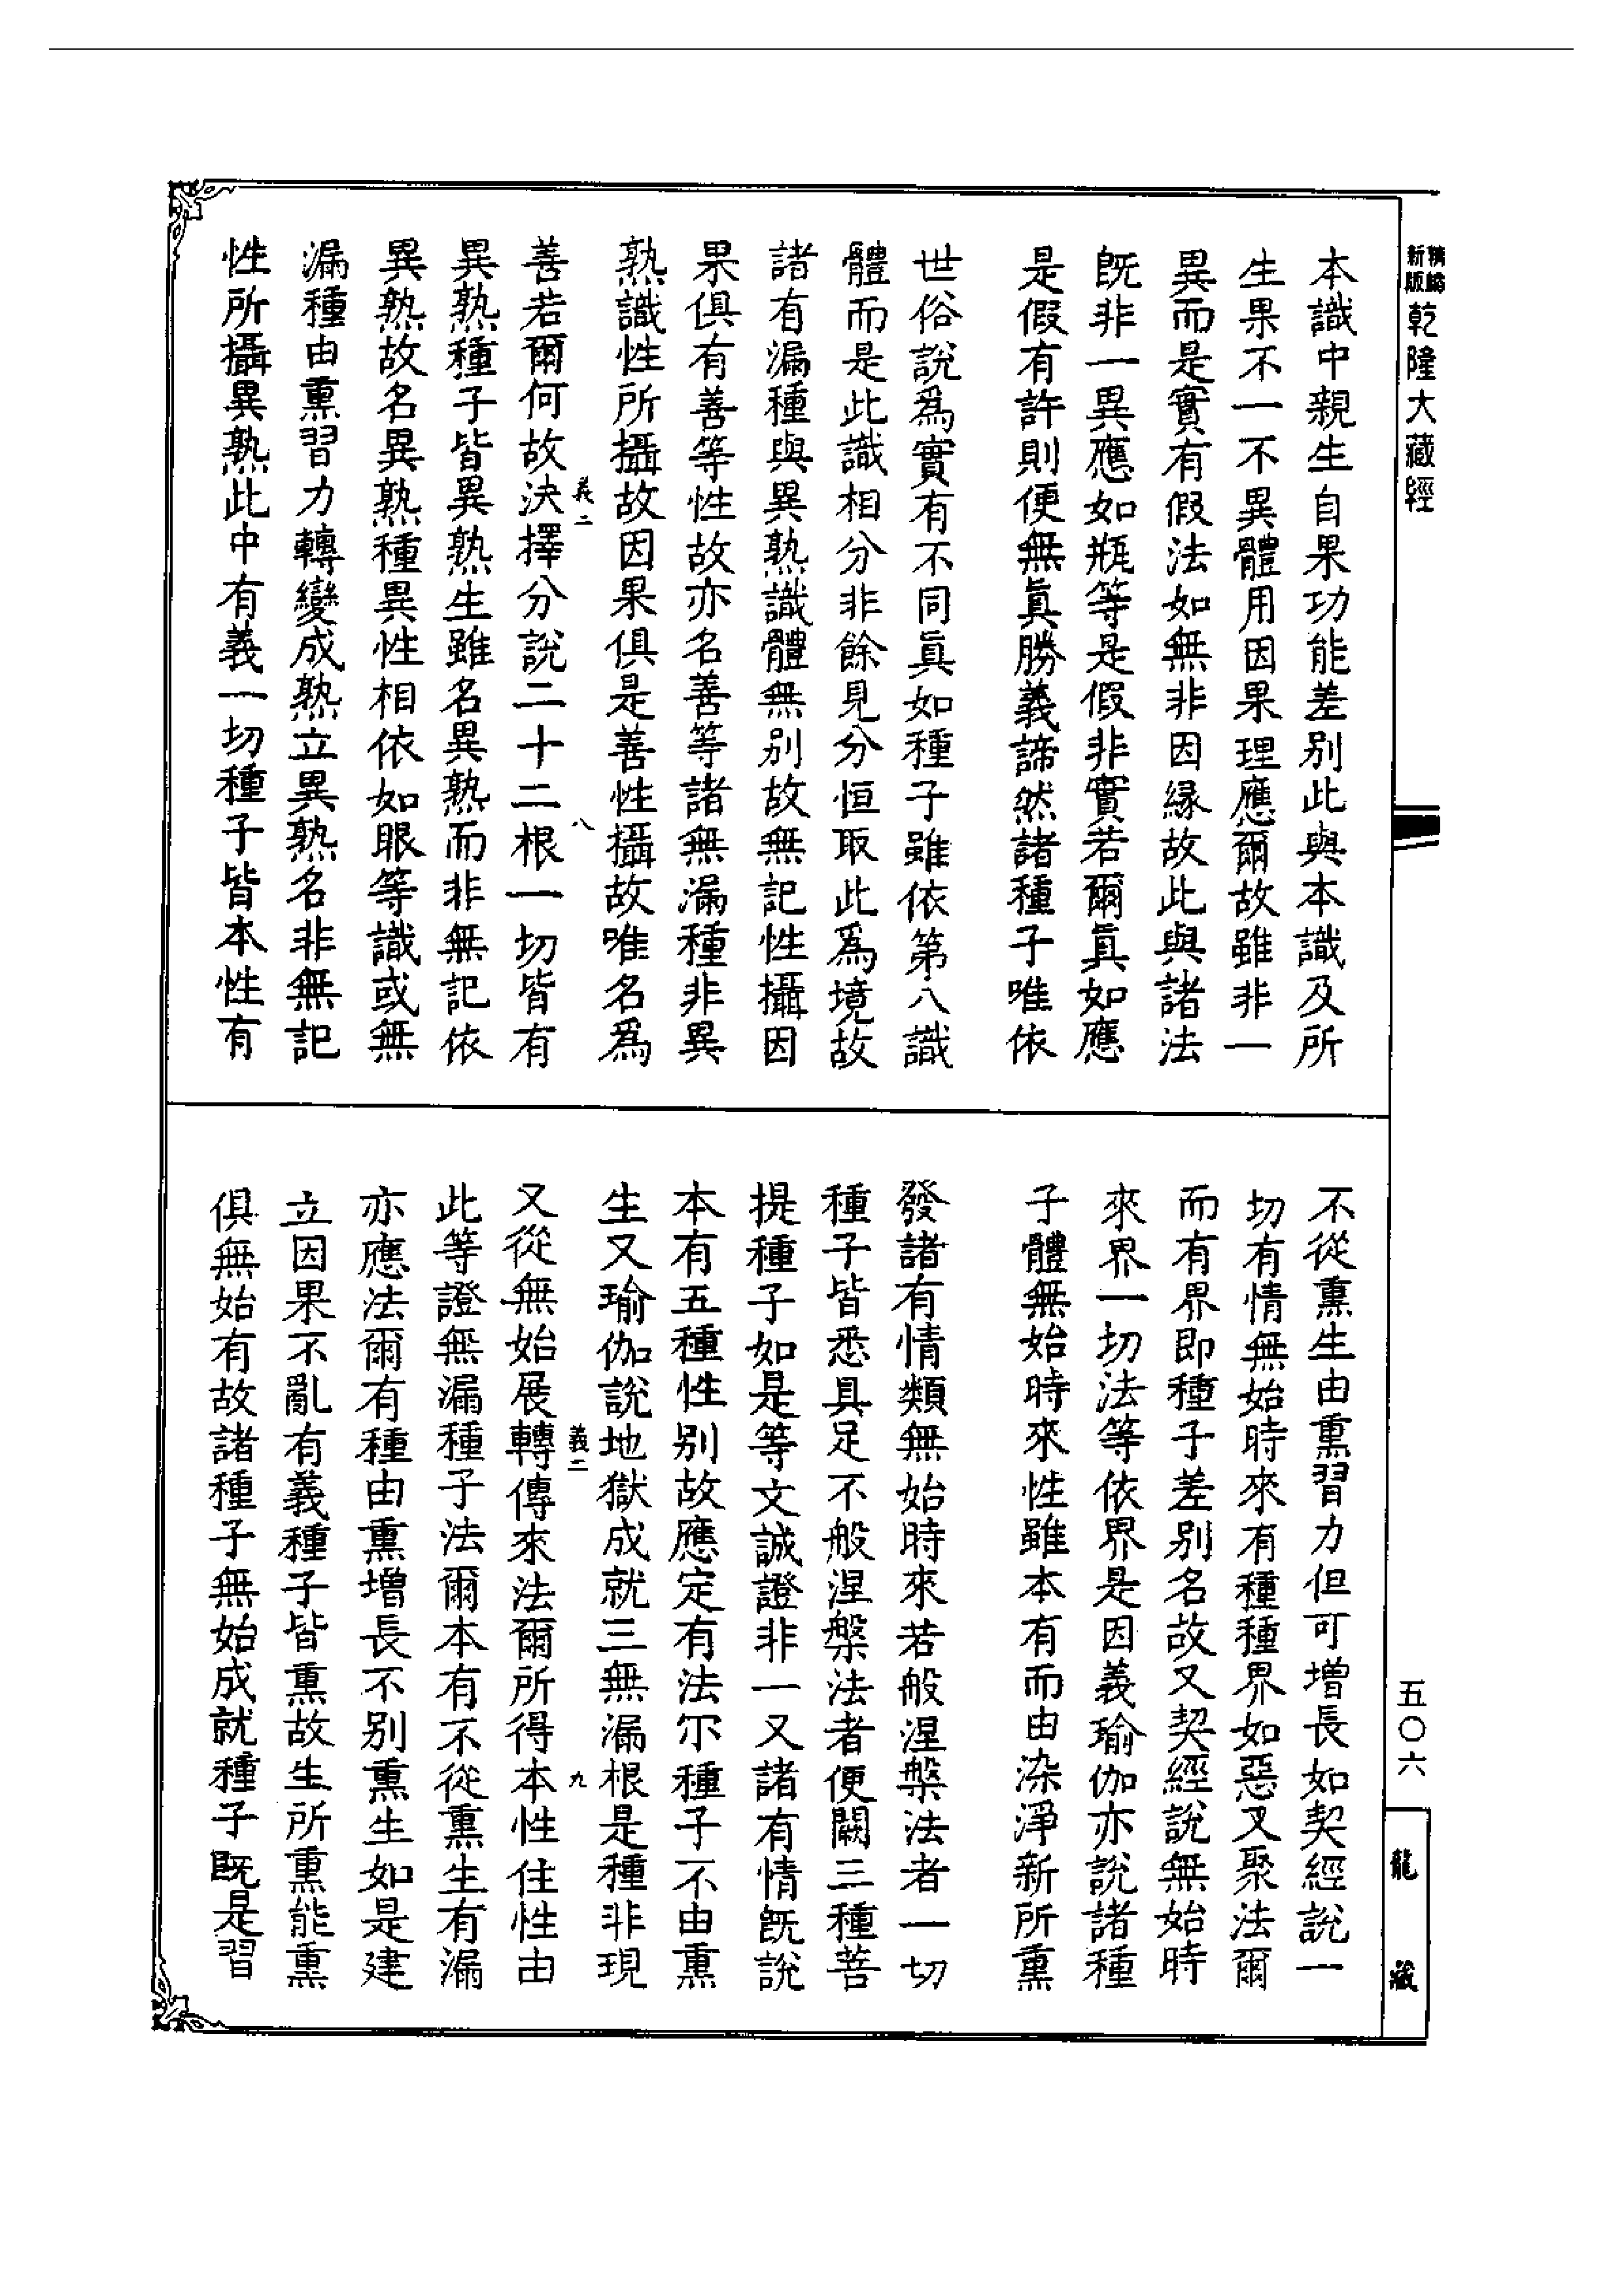 精縮
新版
乾隆大藏經
本識中親生自果功能差別此與本識及所
生果不一不異體用因果理應爾故雖非一
異而是實有假法如無非因緣故此與諸法
旣非一異應如瓶等是假非實若爾眞如應
是假有許則便無眞勝義諦然諸種子唯依
世俗說爲實有不同眞如種子雖依第八識
體而是此識相分非餘見分恒取此爲境故
諸有漏種與異熟識體無別故無記性攝因
果俱有善等性故亦名善等諸無漏種非異
熟識性所攝故因果俱是善性攝故唯名爲
義二
八
善若爾何故決擇分說二十二根一切皆有
異熟種子皆異熟生雖名異熟而非無記依
異熟故名異熟種異性相依如眼等識或無
漏種由熏習力轉變成熟立異熟名非無記
性所攝異熟此中有義一切種子皆本性有
不從熏生由熏習力但可增長如契經說一
切有情無始時來有種種界如惡叉聚法爾
而有界即種子差別名故又契經說無始時
來界一切法等依界是因義瑜伽亦說諸種
子體無始時來性雖本有而由染淨新所熏
發諸有情類無始時來若般涅槃法者一切
種子皆悉具足不般涅槃法者便闕三種菩
提種子如是等文誠證非一又諸有情旣說
本有五種性別故應定有法尒種子不由熏
生又瑜伽說地獄成就三無漏根是種非現
義二
九
又從無始展轉傳來法爾所得本性住性由
此等證無漏種子法爾本有不從熏生有漏
亦應法爾有種由熏增長不別熏生如是建
立因果不亂有義種子皆熏故生所熏能熏
俱無始有故諸種子無始成就種子旣是習
五〇六
龍藏